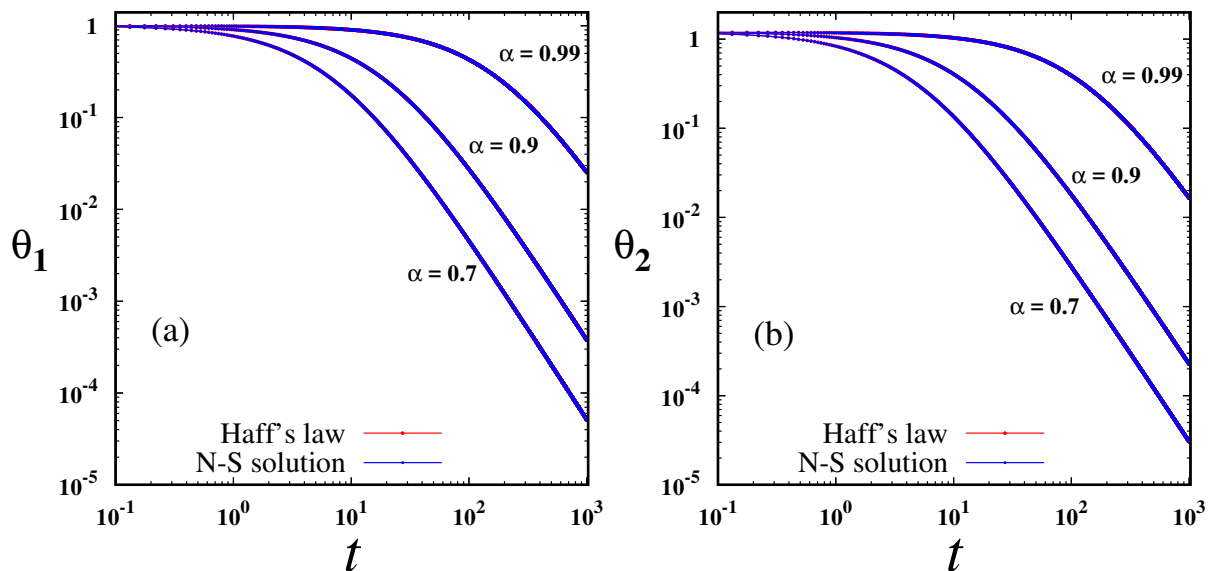 1
10^-1
10^-2
10^-3
10^-4
10^-5
θ1
α = 0.99
α = 0.9
α = 0.7
(a)
Haff's law
N-S solution
10^-1
10^0
10^1
10^2
10^3
t
1
10^-1
10^-2
10^-3
10^-4
10^-5
θ2
α = 0.99
α = 0.9
α = 0.7
(b)
Haff's law
N-S solution
10^-1
10^0
10^1
10^2
10^3
t